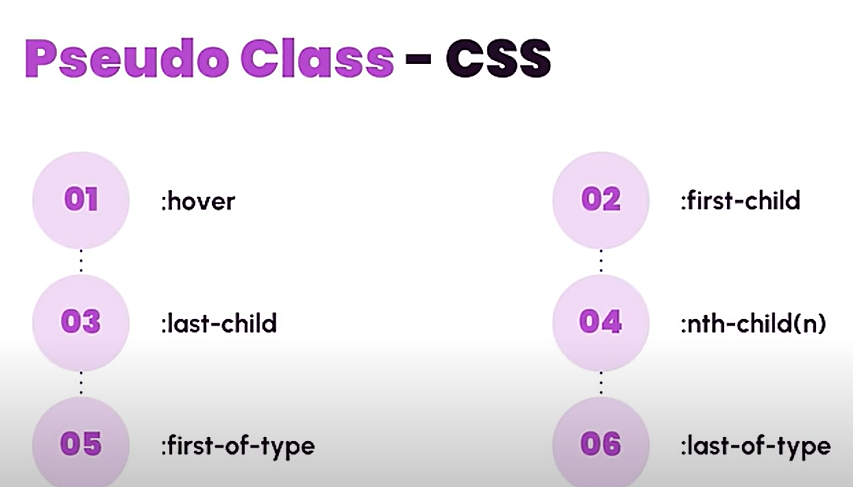 Pseudo Class - CSS
01 :hover
02 :first-child
03 :last-child
04 :nth-child(n)
05 :first-of-type
06 :last-of-type